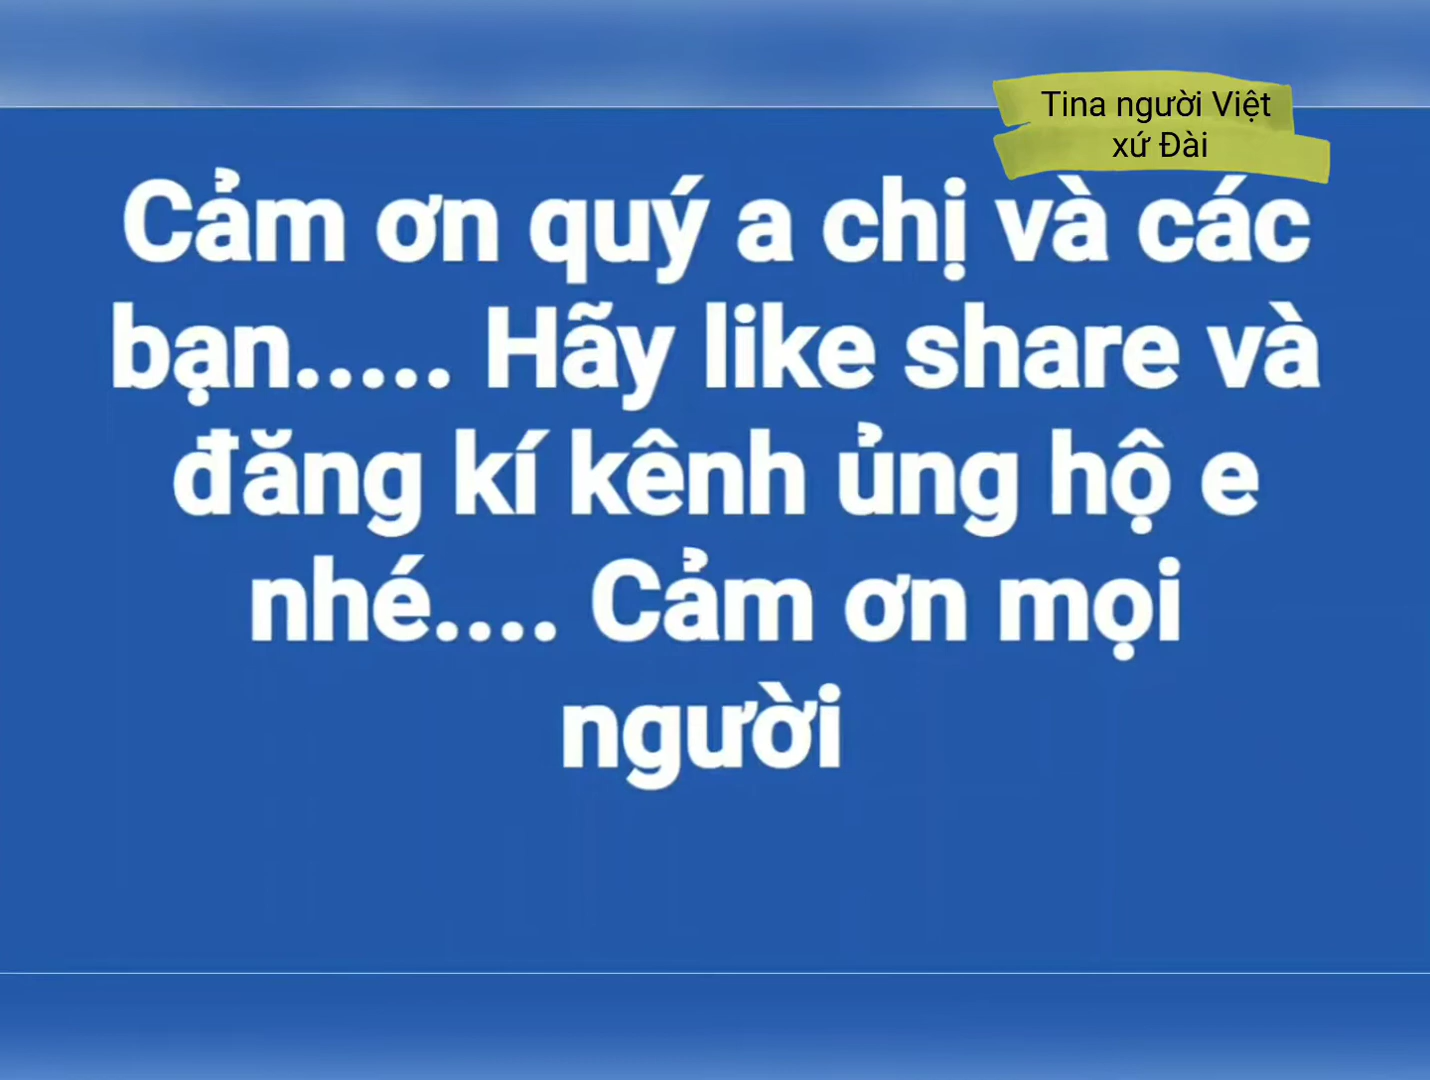 Tina người Việt
xứ Đài
Cảm ơn quý a chị và các
bạn..... Hãy like share và
đăng kí kênh ủng hộ e
nhé.... Cảm ơn mọi
người